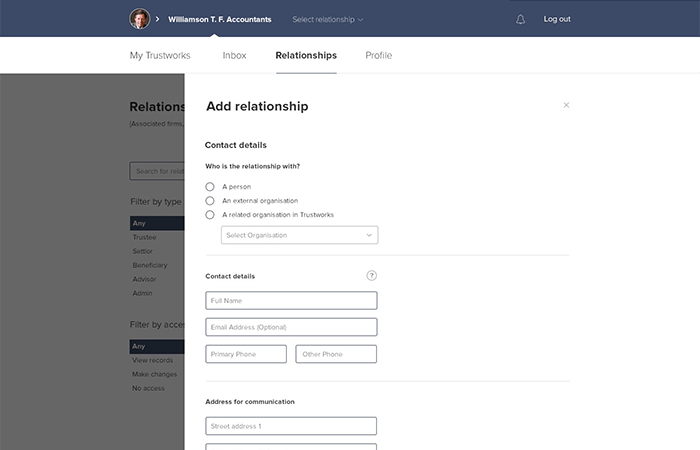 Williamson T. F. Accountants
Select relationship
Log out
My Trustworks
Inbox
Relationships
Profile
Relations
(Associated firms,
Search for relat
Filter by type
Any
Trustee
Settlor
Beneficiary
Advisor
Admin
Filter by acces
Any
View records
Make changes
No access
Add relationship
×
Contact details
Who is the relationship with?
A person
An external organisation
A related organisation in Trustworks
Select Organisation
Contact details
?
Full Name
Email Address (Optional)
Primary Phone
Other Phone
Address for communication
Street address 1